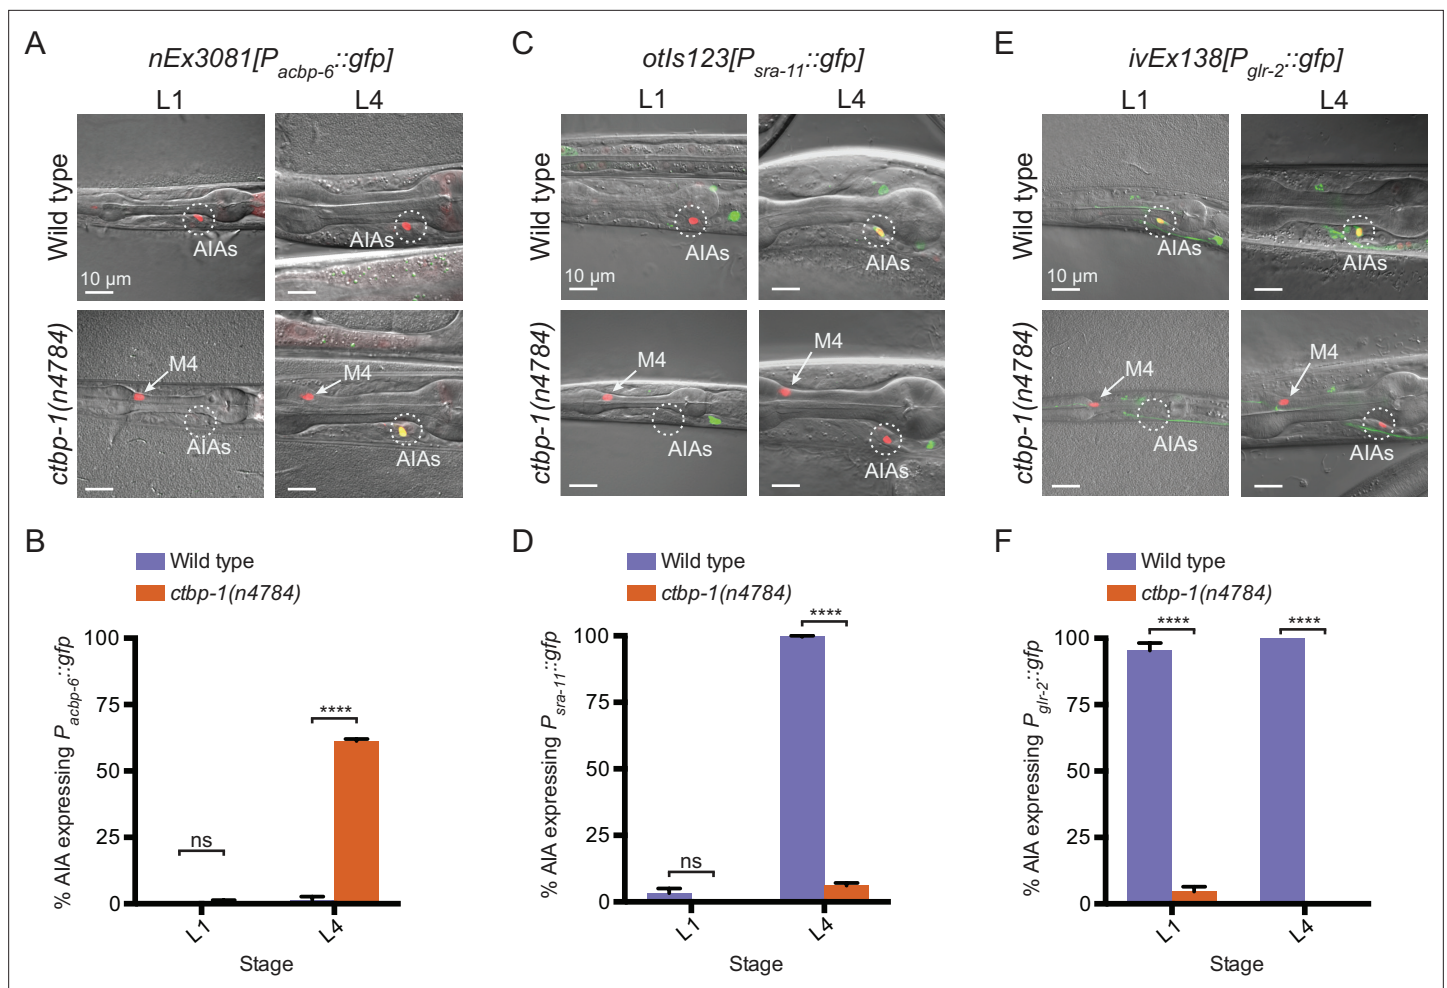 A
nEx3081[Pacbp-6::gfp]
L1
L4
Wild type
AIAs
10 µm
AIAs
ctbp-1(n4784)
M4
AIAs
M4
AIAs
C
otIs123[Psra-11::gfp]
L1
L4
Wild type
AIAs
10 µm
AIAs
ctbp-1(n4784)
M4
AIAs
M4
AIAs
E
ivEx138[Pglr-2::gfp]
L1
L4
Wild type
AIAs
10 µm
AIAs
ctbp-1(n4784)
M4
AIAs
M4
AIAs
B
Wild type
ctbp-1(n4784)
% AIA expressing Pacbp-6::gfp
100
75
50
25
0
ns
****
L1
L4
Stage
D
Wild type
ctbp-1(n4784)
% AIA expressing Psra-11::gfp
100
75
50
25
0
ns
****
L1
L4
Stage
F
Wild type
ctbp-1(n4784)
% AIA expressing Pglr-2::gfp
100
75
50
25
0
****
****
L1
L4
Stage